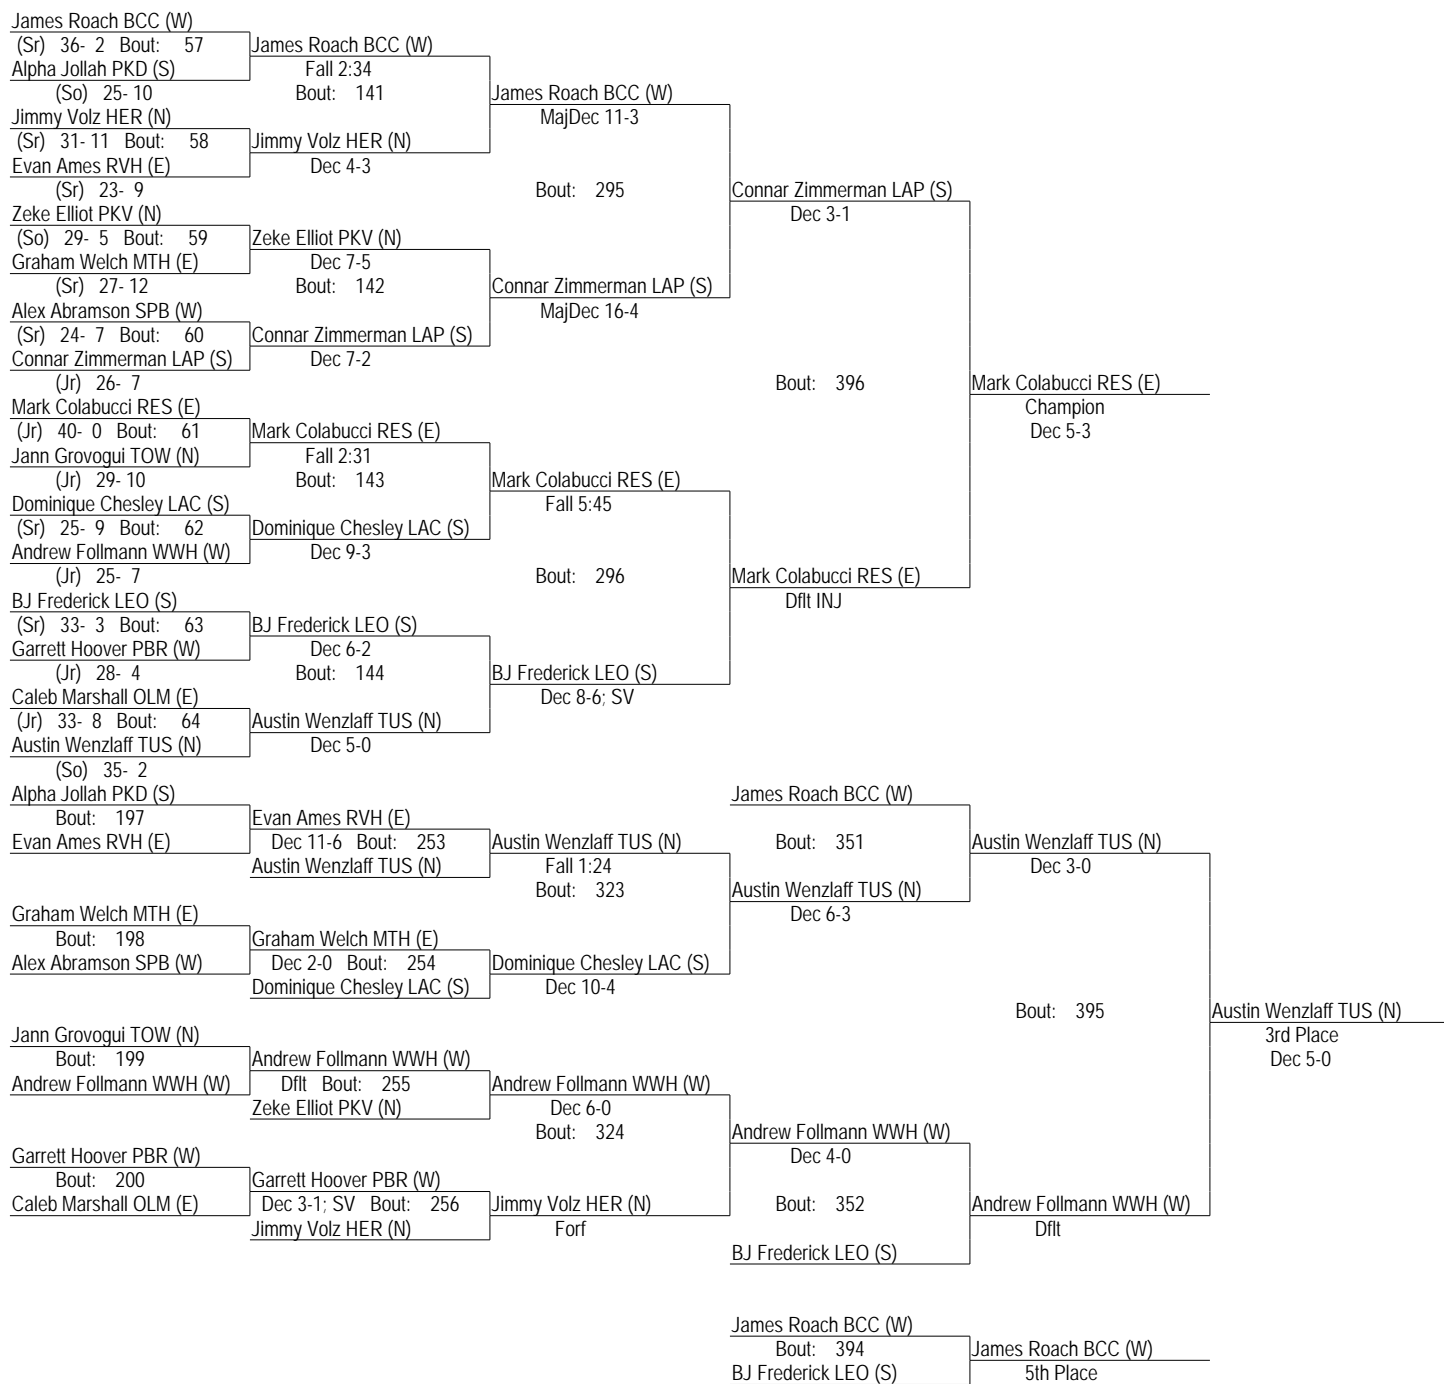 James Roach BCC (W)
(Sr) 36- 2 Bout: 57 James Roach BCC (W)
Alpha Jollah PKD (S) Fall 2:34
(So) 25- 10 Bout: 141 James Roach BCC (W)
Jimmy Volz HER (N) MajDec 11-3
(Sr) 31- 11 Bout: 58 Jimmy Volz HER (N)
Evan Ames RVH (E) Dec 4-3
(Sr) 23- 9 Bout: 295 Connar Zimmerman LAP (S)
Zeke Elliot PKV (N) Dec 3-1
(So) 29- 5 Bout: 59 Zeke Elliot PKV (N)
Graham Welch MTH (E) Dec 7-5
(Sr) 27- 12 Bout: 142 Connar Zimmerman LAP (S)
Alex Abramson SPB (W) MajDec 16-4
(Sr) 24- 7 Bout: 60 Connar Zimmerman LAP (S)
Connar Zimmerman LAP (S) Dec 7-2
(Jr) 26- 7 Bout: 396 Mark Colabucci RES (E)
Mark Colabucci RES (E) Champion
(Jr) 40- 0 Bout: 61 Mark Colabucci RES (E) Dec 5-3
Jann Grovogui TOW (N) Fall 2:31
(Jr) 29- 10 Bout: 143 Mark Colabucci RES (E)
Dominique Chesley LAC (S) Fall 5:45
(Sr) 25- 9 Bout: 62 Dominique Chesley LAC (S)
Andrew Follmann WWH (W) Dec 9-3
(Jr) 25- 7 Bout: 296 Mark Colabucci RES (E)
BJ Frederick LEO (S) Dflt INJ
(Sr) 33- 3 Bout: 63 BJ Frederick LEO (S)
Garrett Hoover PBR (W) Dec 6-2
(Jr) 28- 4 Bout: 144 BJ Frederick LEO (S)
Caleb Marshall OLM (E) Dec 8-6; SV
(Jr) 33- 8 Bout: 64 Austin Wenzlaff TUS (N)
Austin Wenzlaff TUS (N) Dec 5-0
(So) 35- 2
Alpha Jollah PKD (S) James Roach BCC (W)
Bout: 197 Evan Ames RVH (E)
Evan Ames RVH (E) Dec 11-6 Bout: 253 Austin Wenzlaff TUS (N) Bout: 351 Austin Wenzlaff TUS (N)
Austin Wenzlaff TUS (N) Fall 1:24 Dec 3-0
Bout: 323 Austin Wenzlaff TUS (N)
Graham Welch MTH (E) Dec 6-3
Bout: 198 Graham Welch MTH (E)
Alex Abramson SPB (W) Dec 2-0 Bout: 254 Dominique Chesley LAC (S)
Dominique Chesley LAC (S) Dec 10-4
Bout: 395 Austin Wenzlaff TUS (N)
Jann Grovogui TOW (N) 3rd Place
Bout: 199 Andrew Follmann WWH (W) Dec 5-0
Andrew Follmann WWH (W) Dflt Bout: 255 Andrew Follmann WWH (W)
Zeke Elliot PKV (N) Dec 6-0
Bout: 324 Andrew Follmann WWH (W)
Garrett Hoover PBR (W) Dec 4-0
Bout: 200 Garrett Hoover PBR (W)
Caleb Marshall OLM (E) Dec 3-1; SV Bout: 256 Jimmy Volz HER (N) Bout: 352 Andrew Follmann WWH (W)
Jimmy Volz HER (N) Forf Dflt
BJ Frederick LEO (S)
James Roach BCC (W)
Bout: 394 James Roach BCC (W)
BJ Frederick LEO (S) 5th Place